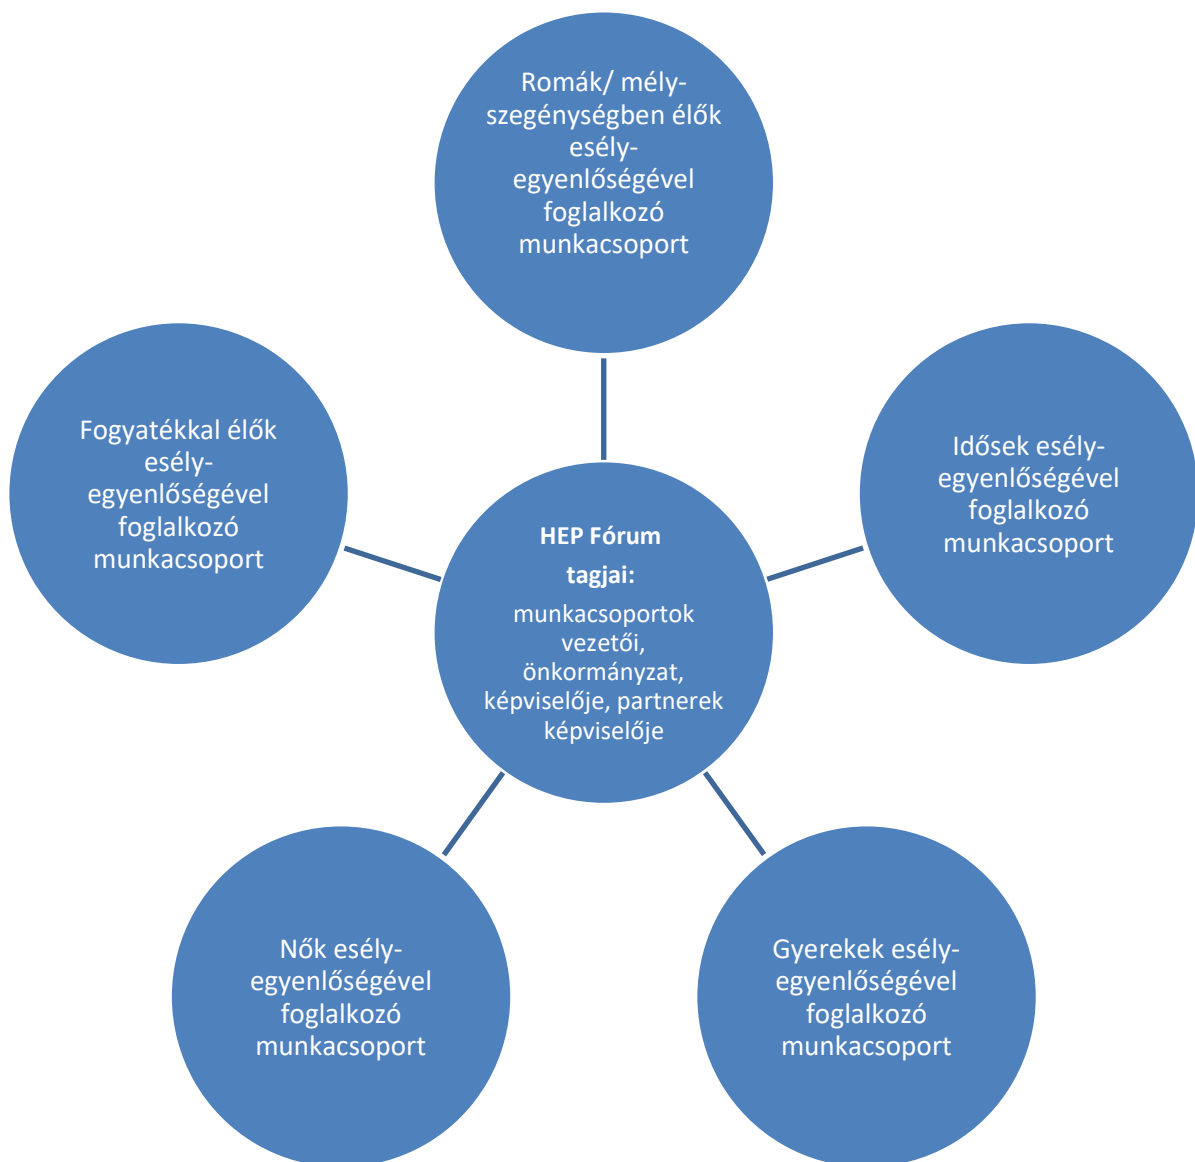 Romák/ mély-
szegénységben élők
esély-
egyenlőségével
foglalkozó
munkacsoport
Fogyatékkal élők
esély-
egyenlőségével
foglalkozó
munkacsoport
Idősek esély-
egyenlőségével
foglalkozó
munkacsoport
HEP Fórum
tagjai:
munkacsoportok
vezetői,
önkormányzat,
képviselője, partnerek
képviselője
Nők esély-
egyenlőségével
foglalkozó
munkacsoport
Gyerekek esély-
egyenlőségével
foglalkozó
munkacsoport